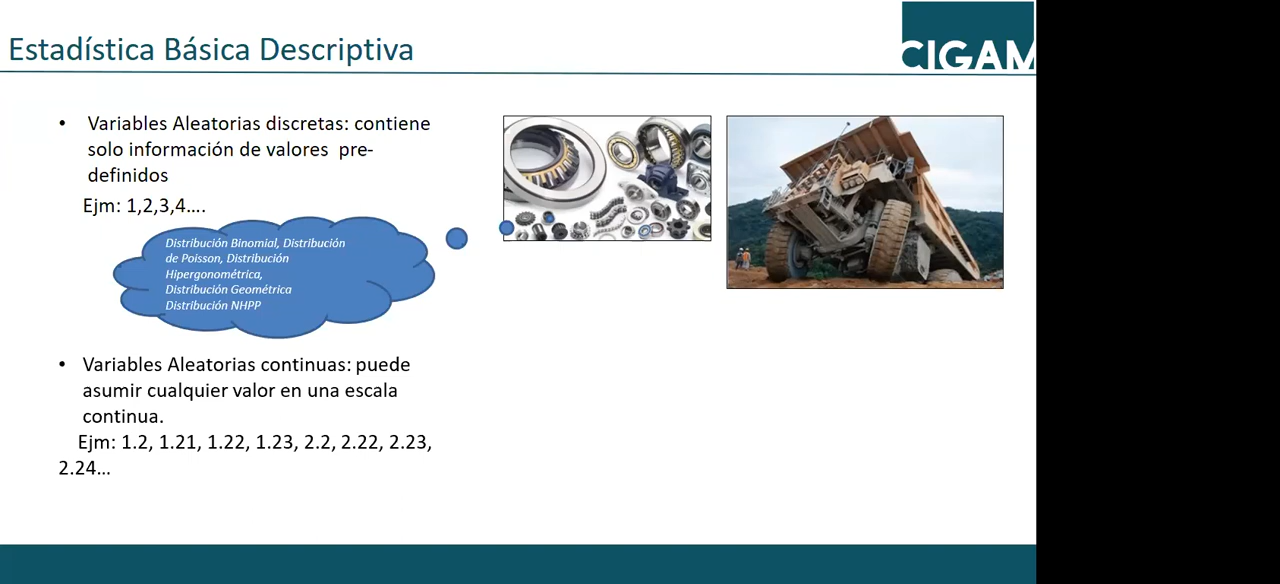 Estadística Básica Descriptiva
CIGAM
• Variables Aleatorias discretas: contiene
solo información de valores pre-
definidos
Ejm: 1,2,3,4....
Distribución Binomial, Distribución
de Poisson, Distribución
Hipergonométrica,
Distribución Geométrica
Distribución NHPP
• Variables Aleatorias continuas: puede
asumir cualquier valor en una escala
continua.
Ejm: 1.2, 1.21, 1.22, 1.23, 2.2, 2.22, 2.23,
2.24...